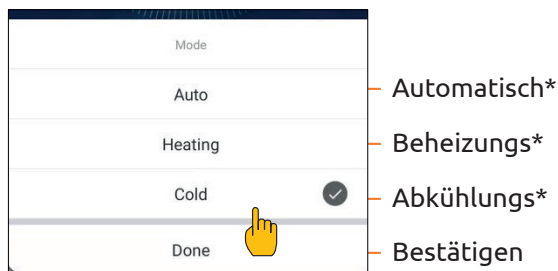 Mode
Auto
Automatisch*
Heating
Beheizungs*
Cold
Abkühlungs*
Done
Bestätigen